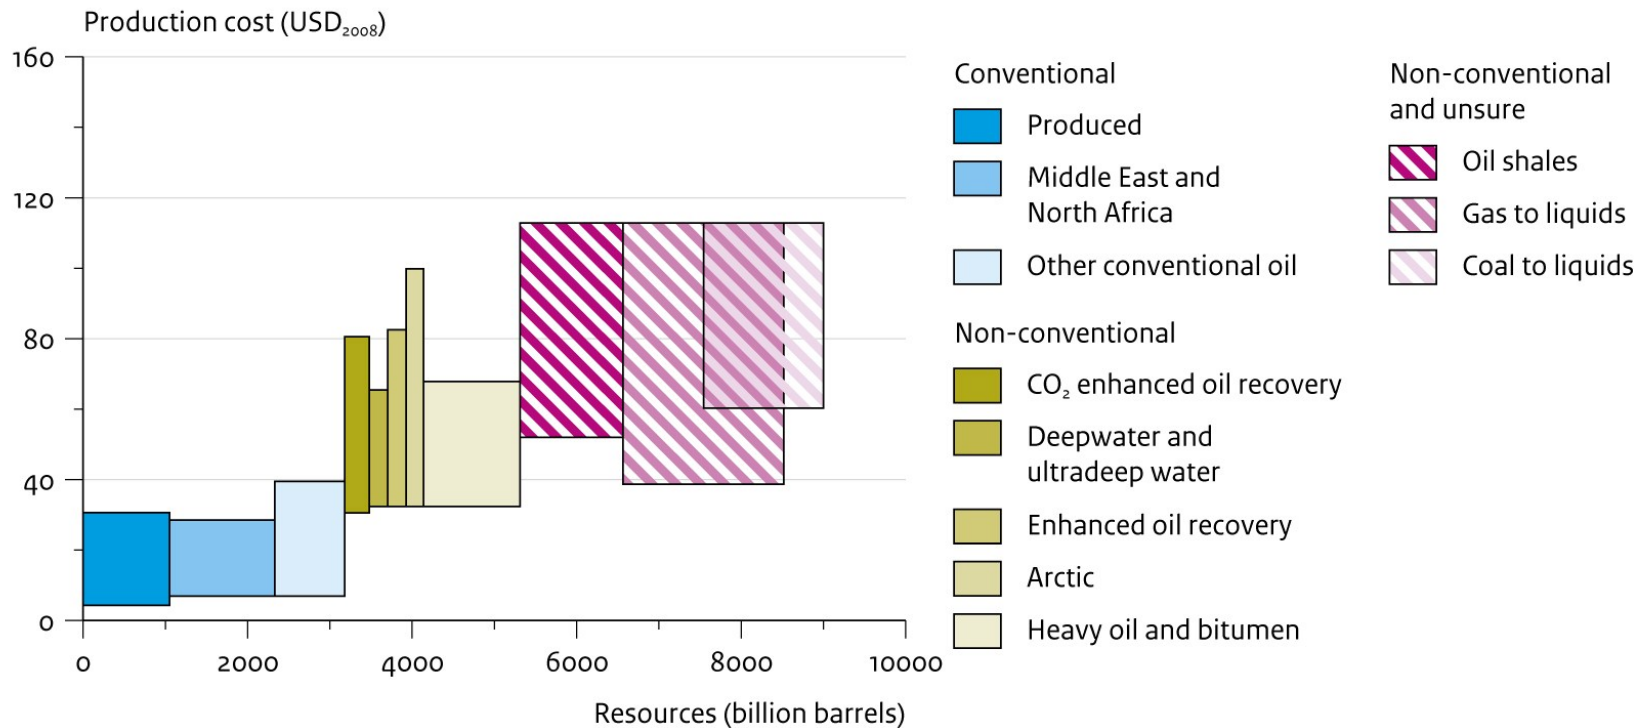 Production cost (USD₂₀₀₈)
160
120
80
40
0
0 2000 4000 6000 8000 10000
Resources (billion barrels)
Conventional
Produced
Middle East and
North Africa
Other conventional oil
Non-conventional
CO₂ enhanced oil recovery
Deepwater and
ultradeep water
Enhanced oil recovery
Arctic
Heavy oil and bitumen
Non-conventional
and unsure
Oil shales
Gas to liquids
Coal to liquids